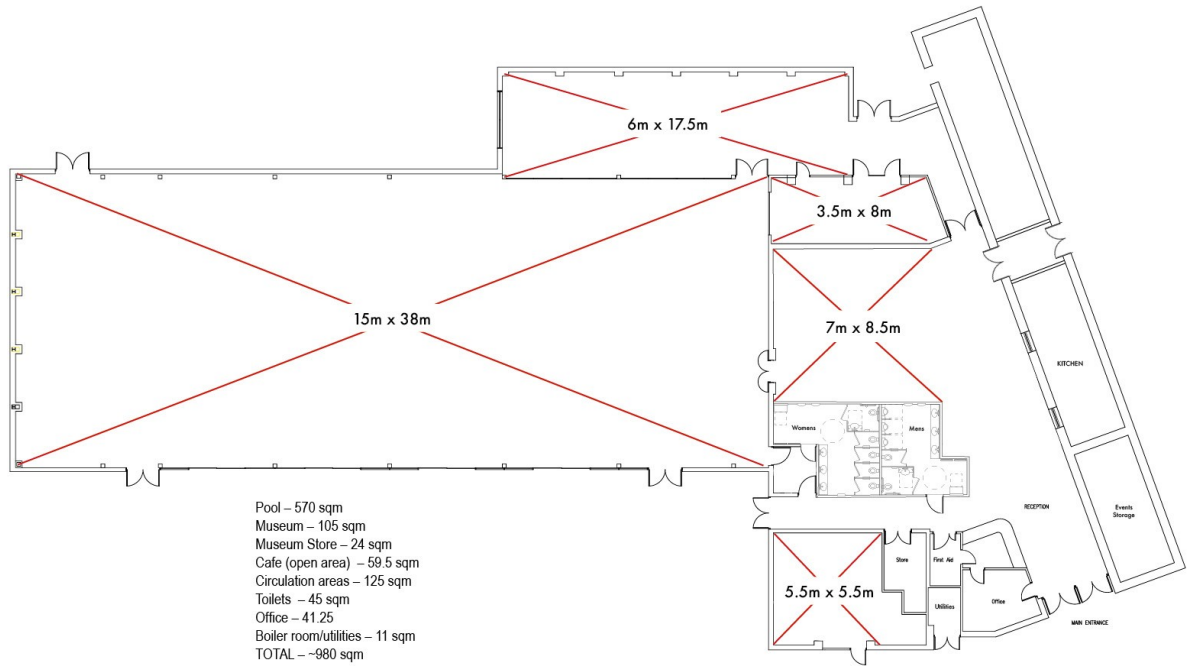 6m x 17.5m
3.5m x 8m
15m x 38m
7m x 8.5m
KITCHEN
Womens
Mens
RECEPTION
Events
Storage
Pool – 570 sqm
Museum – 105 sqm
Museum Store – 24 sqm
Cafe (open area) – 59.5 sqm
Circulation areas – 125 sqm
Toilets – 45 sqm
Office – 41.25
Boiler room/utilities – 11 sqm
TOTAL – ~980 sqm
5.5m x 5.5m
Store
First Aid
Utilities
Office
MAIN ENTRANCE